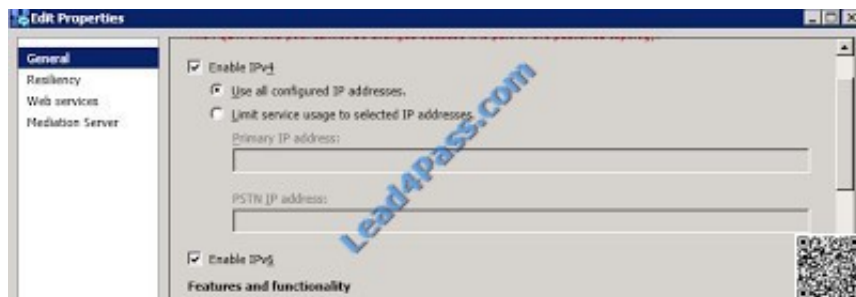 Edit Properties
General
Resiliency
Web services
Mediation Server
Enable IPv4
Use all configured IP addresses.
Limit service usage to selected IP addresses.
Primary IP address:
PSTN IP address:
Enable IPv6
Features and functionality
Lead4Pass.com